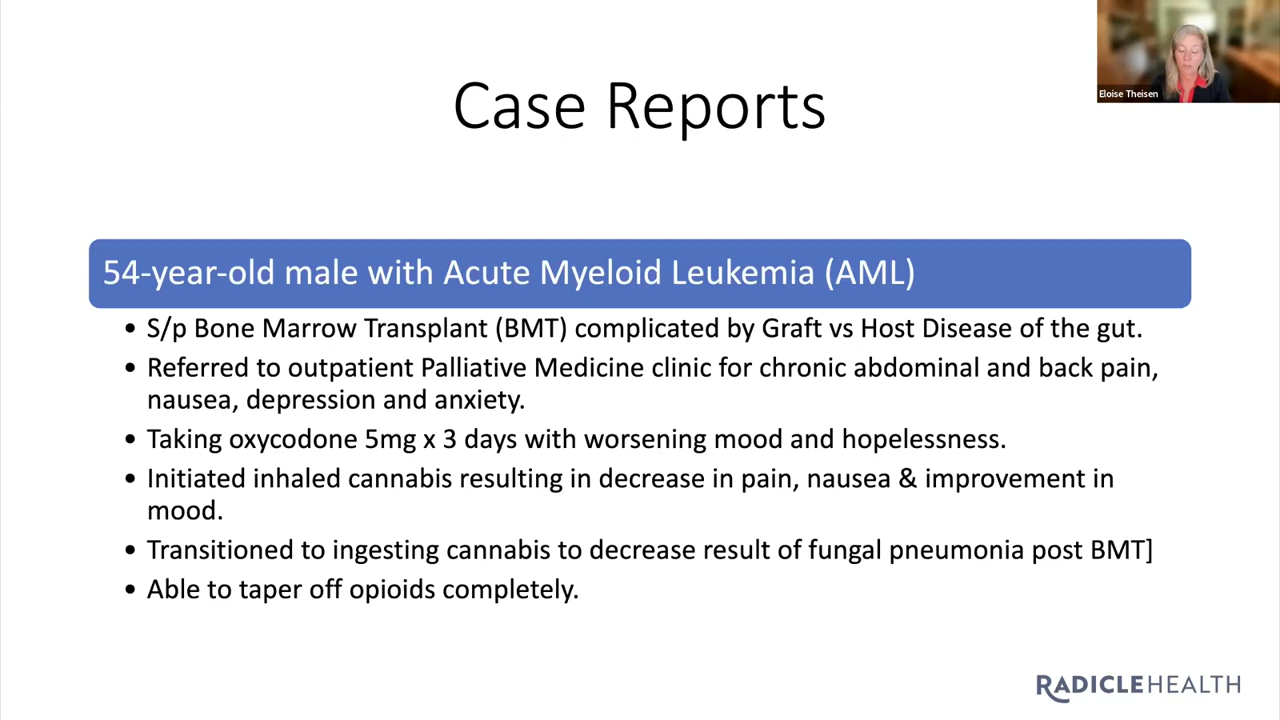 Eloise Theisen
Case Reports
54-year-old male with Acute Myeloid Leukemia (AML)
• S/p Bone Marrow Transplant (BMT) complicated by Graft vs Host Disease of the gut.
• Referred to outpatient Palliative Medicine clinic for chronic abdominal and back pain,
nausea, depression and anxiety.
• Taking oxycodone 5mg x 3 days with worsening mood and hopelessness.
• Initiated inhaled cannabis resulting in decrease in pain, nausea & improvement in
mood.
• Transitioned to ingesting cannabis to decrease result of fungal pneumonia post BMT]
• Able to taper off opioids completely.
RADICLEHEALTH